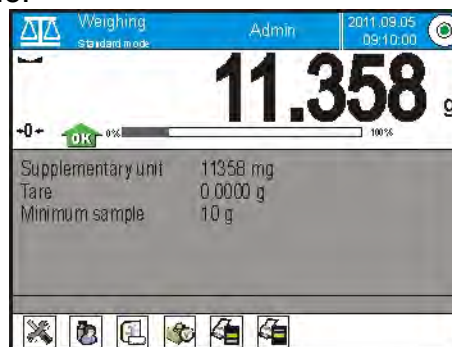 Weighing
Standard mode
Admin
2011.09.05
09:10:00
11.358 g
+0+
OK 0% 100%
Supplementary unit 11358 mg
Tare 0.0000 g
Minimum sample 10 g